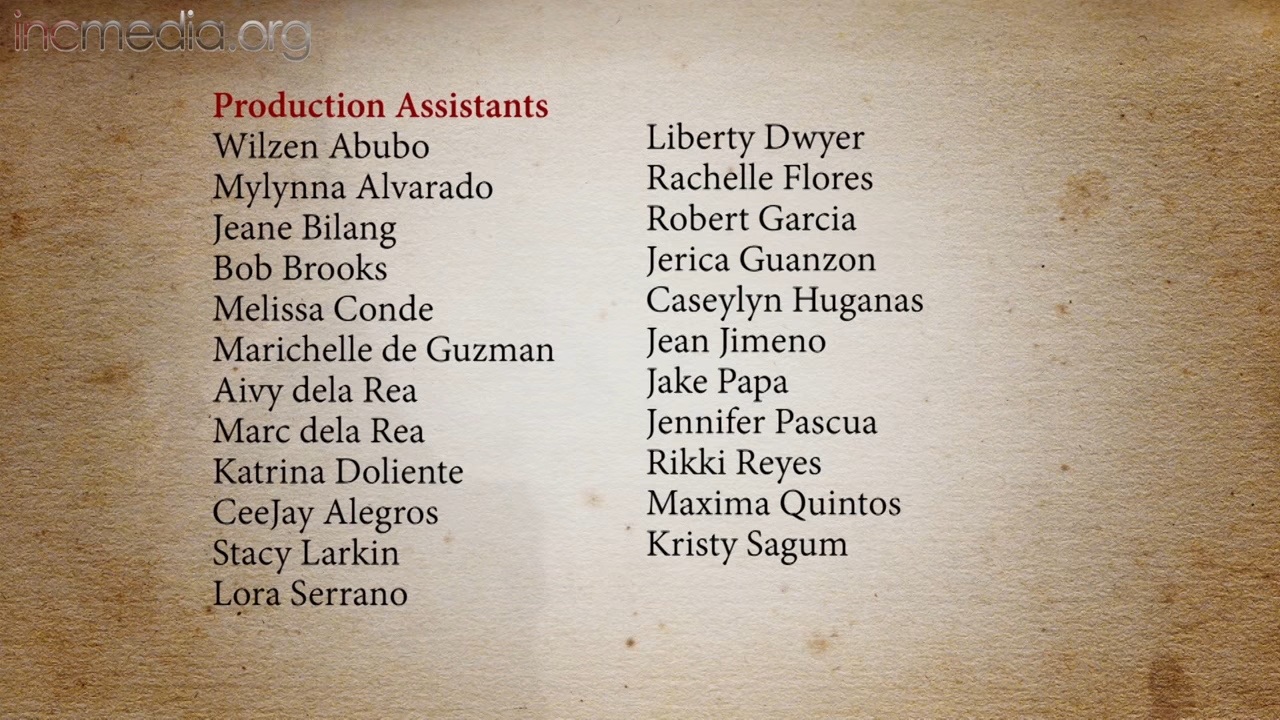 incmedia.org
Production Assistants
Wilzen Abubo
Mylynna Alvarado
Jeane Bilang
Bob Brooks
Melissa Conde
Marichelle de Guzman
Aivy dela Rea
Marc dela Rea
Katrina Doliente
CeeJay Alegros
Stacy Larkin
Lora Serrano
Liberty Dwyer
Rachelle Flores
Robert Garcia
Jerica Guanzon
Caseylyn Huganas
Jean Jimeno
Jake Papa
Jennifer Pascua
Rikki Reyes
Maxima Quintos
Kristy Sagum